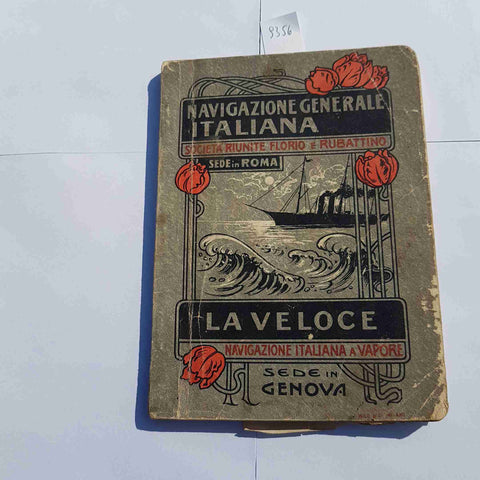 9356
NAVIGAZIONE GENERALE
ITALIANA
SOCIETÀ RIUNITE FLORIO E RUBATTINO
SEDE in ROMA
LA VELOCE
NAVIGAZIONE ITALIANA A VAPORE
SEDE IN
GENOVA